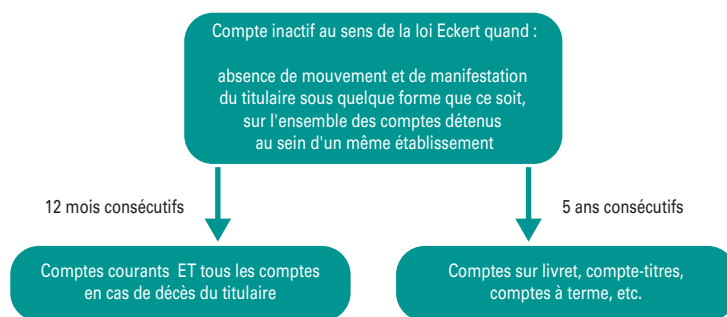 Compte inactif au sens de la loi Eckert quand :
absence de mouvement et de manifestation
du titulaire sous quelque forme que ce soit,
sur l'ensemble des comptes détenus
au sein d'un même établissement
12 mois consécutifs
5 ans consécutifs
Comptes courants ET tous les comptes
en cas de décès du titulaire
Comptes sur livret, compte-titres,
comptes à terme, etc.